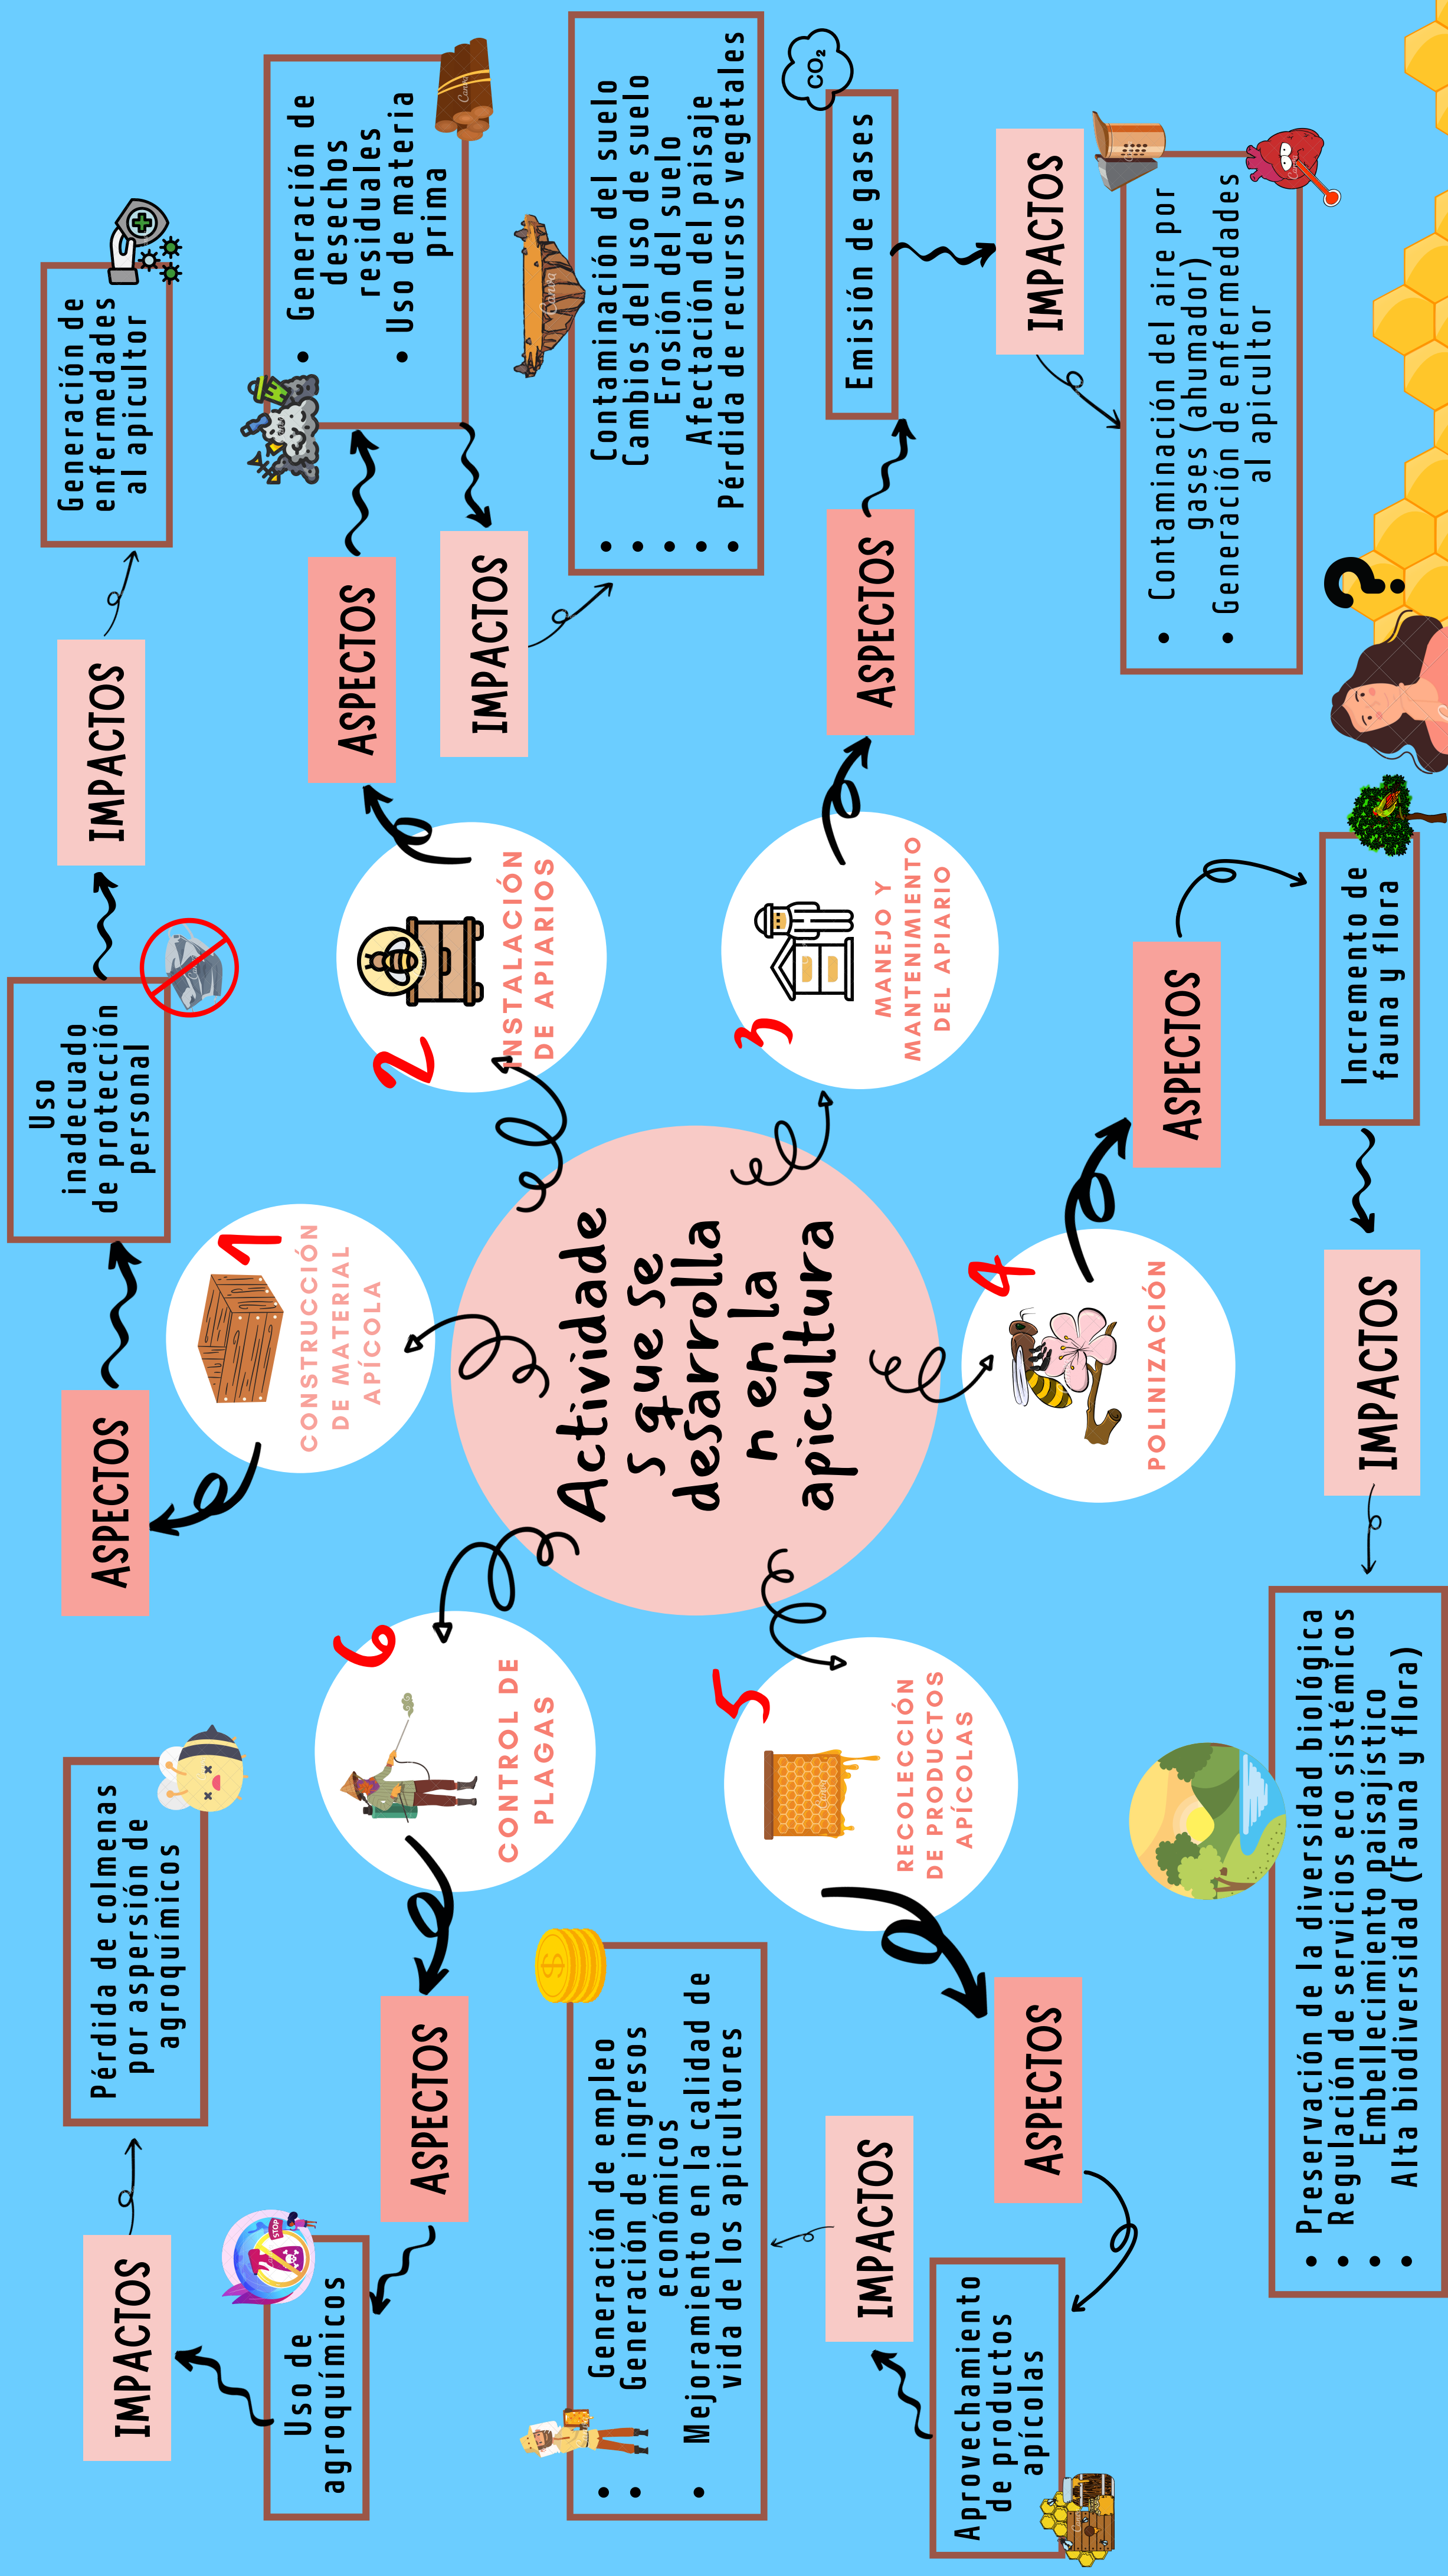 Actividade
s que se
desarrolla
n en la
apicultura
1
CONSTRUCCIÓN
DE MATERIAL
APÍCOLA
ASPECTOS
Uso
inadecuado
de protección
personal
IMPACTOS
Generación de
enfermedades
al apicultor
2
INSTALACIÓN
DE APIARIOS
ASPECTOS
• Generación de
desechos
residuales
• Uso de materia
prima
IMPACTOS
• Contaminación del suelo
• Cambios del uso de suelo
• Erosión del suelo
• Afectación del paisaje
• Pérdida de recursos vegetales
3
MANEJO Y
MANTENIMIENTO
DEL APIARIO
ASPECTOS
Emisión de gases
CO₂
IMPACTOS
• Contaminación del aire por
gases (ahumador)
• Generación de enfermedades
al apicultor
?
4
POLINIZACIÓN
ASPECTOS
Incremento de
fauna y flora
IMPACTOS
• Preservación de la diversidad biológica
• Regulación de servicios eco sistémicos
• Embellecimiento paisajístico
• Alta biodiversidad (Fauna y flora)
5
RECOLECCIÓN
DE PRODUCTOS
APÍCOLAS
ASPECTOS
Aprovechamiento
de productos
apícolas
IMPACTOS
• Generación de empleo
• Generación de ingresos
económicos
• Mejoramiento en la calidad de
vida de los apicultores
$
6
CONTROL DE
PLAGAS
ASPECTOS
Uso de
agroquímicos
STOP
IMPACTOS
Pérdida de colmenas
por aspersión de
agroquímicos
Canva
Canva